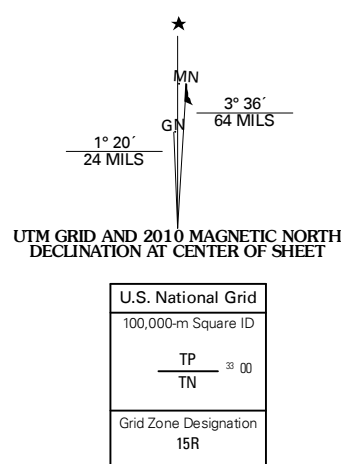 ★
MN
3° 36´
64 MILS
GN
1° 20´
24 MILS
UTM GRID AND 2010 MAGNETIC NORTH
DECLINATION AT CENTER OF SHEET
U.S. National Grid
100,000-m Square ID
TP
33 00
TN
Grid Zone Designation
15R